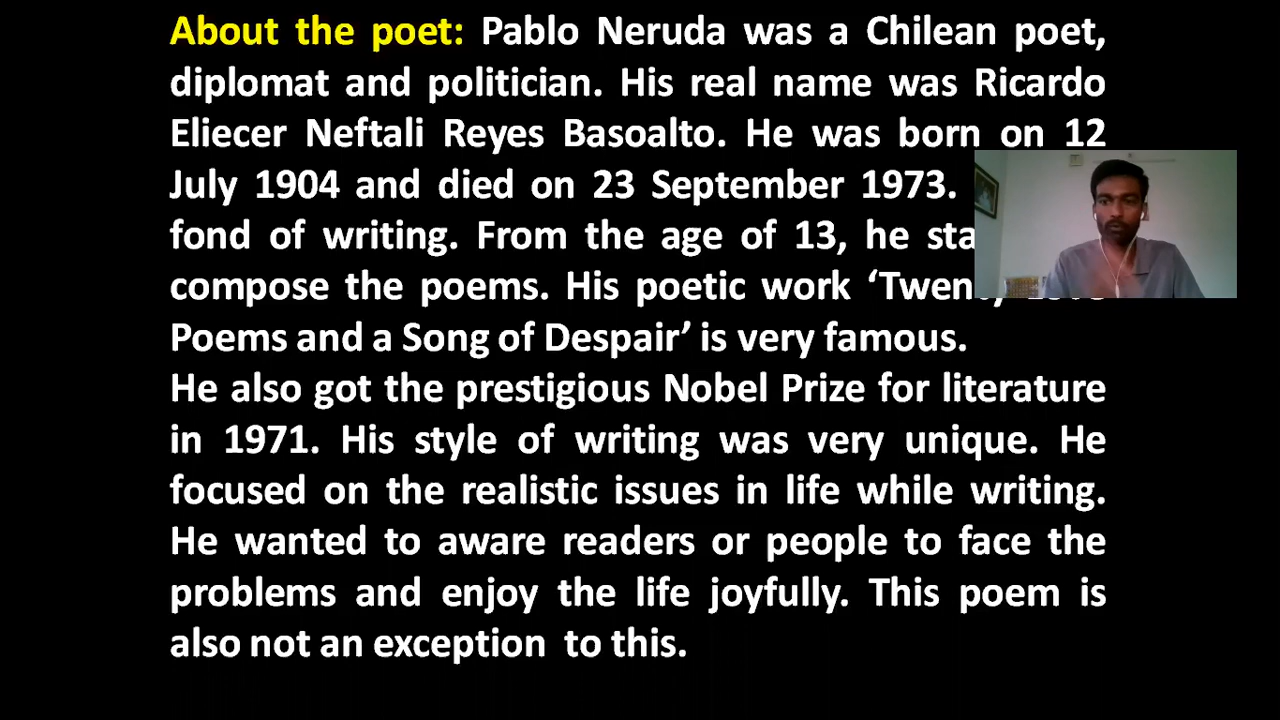 About the poet: Pablo Neruda was a Chilean poet,
diplomat and politician. His real name was Ricardo
Eliecer Neftali Reyes Basoalto. He was born on 12
July 1904 and died on 23 September 1973.
fond of writing. From the age of 13, he
compose the poems. His poetic work ‘Twenty Love
Poems and a Song of Despair’ is very famous.
He also got the prestigious Nobel Prize for literature
in 1971. His style of writing was very unique. He
focused on the realistic issues in life while writing.
He wanted to aware readers or people to face the
problems and enjoy the life joyfully. This poem is
also not an exception to this.